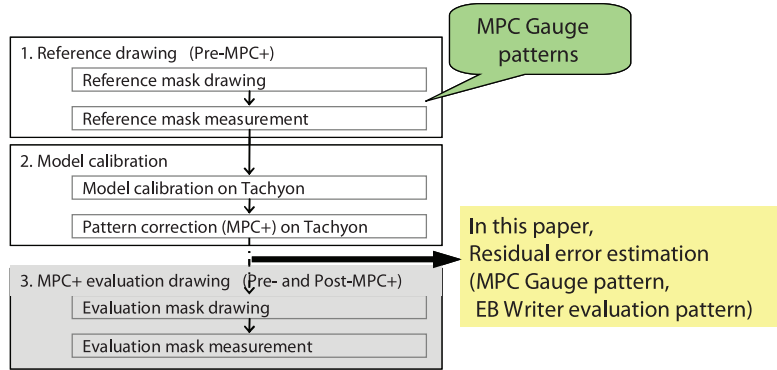 MPC Gauge
patterns
1. Reference drawing (Pre-MPC+)
Reference mask drawing
Reference mask measurement
2. Model calibration
Model calibration on Tachyon
Pattern correction (MPC+) on Tachyon
In this paper,
Residual error estimation
(MPC Gauge pattern,
EB Writer evaluation pattern)
3. MPC+ evaluation drawing (Pre- and Post-MPC+)
Evaluation mask drawing
Evaluation mask measurement